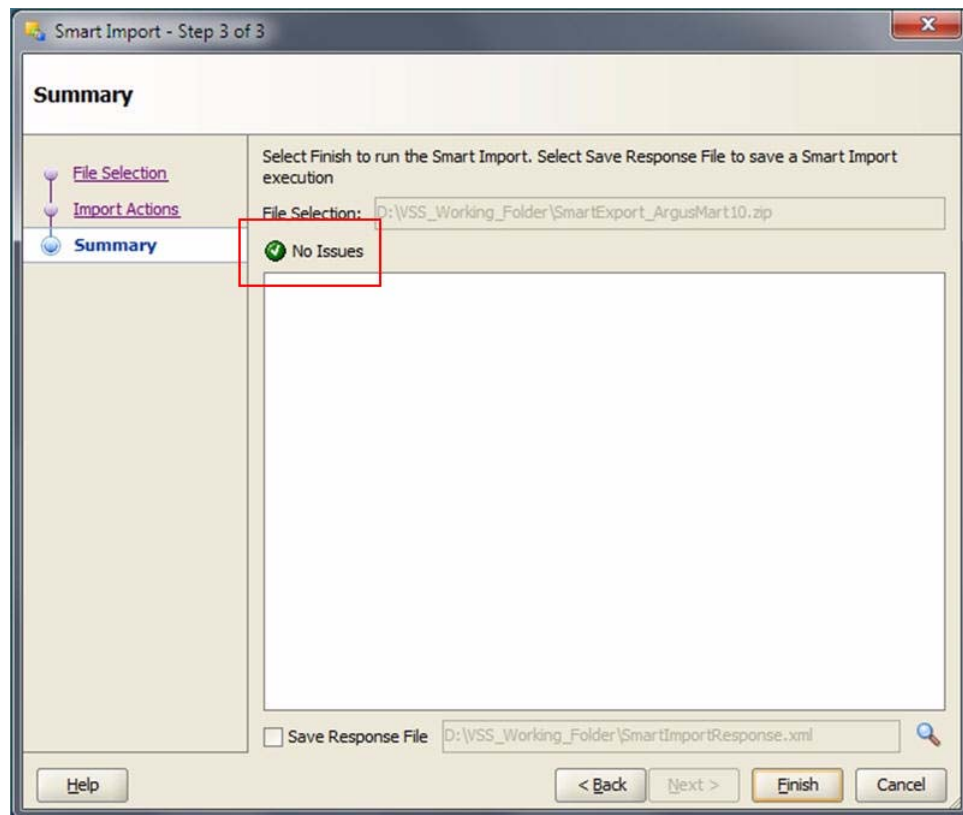 Smart Import - Step 3 of 3
Summary
File Selection
Import Actions
Summary
Select Finish to run the Smart Import. Select Save Response File to save a Smart Import
execution
File Selection: D:\VSS_Working_Folder\SmartExport_ArgusMart10.zip
No Issues
Save Response File D:\VSS_Working_Folder\SmartImportResponse.xml
Help < Back Next > Finish Cancel